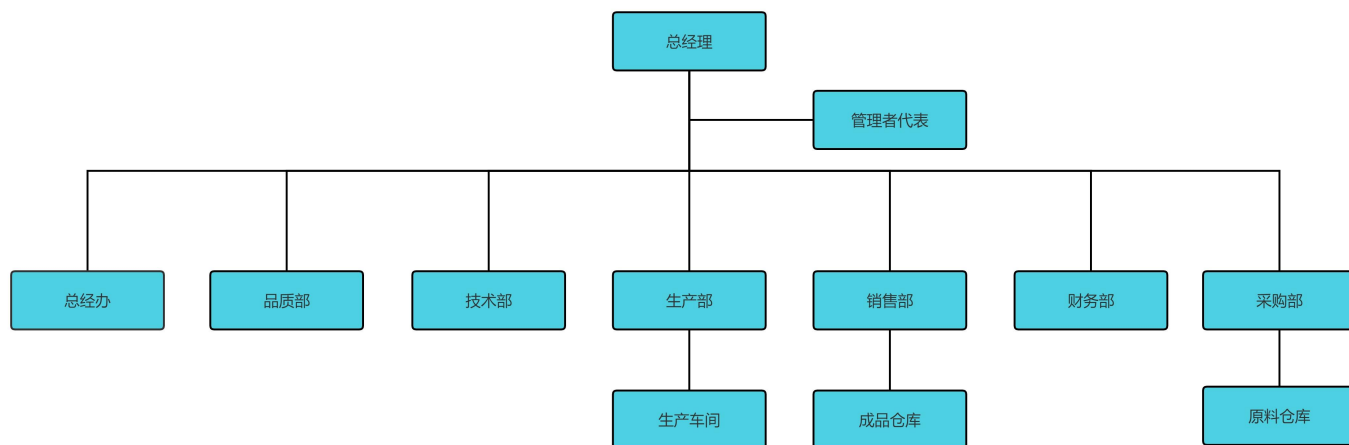 总经理
管理者代表
总经办
品质部
技术部
生产部
销售部
财务部
采购部
生产车间
成品仓库
原料仓库